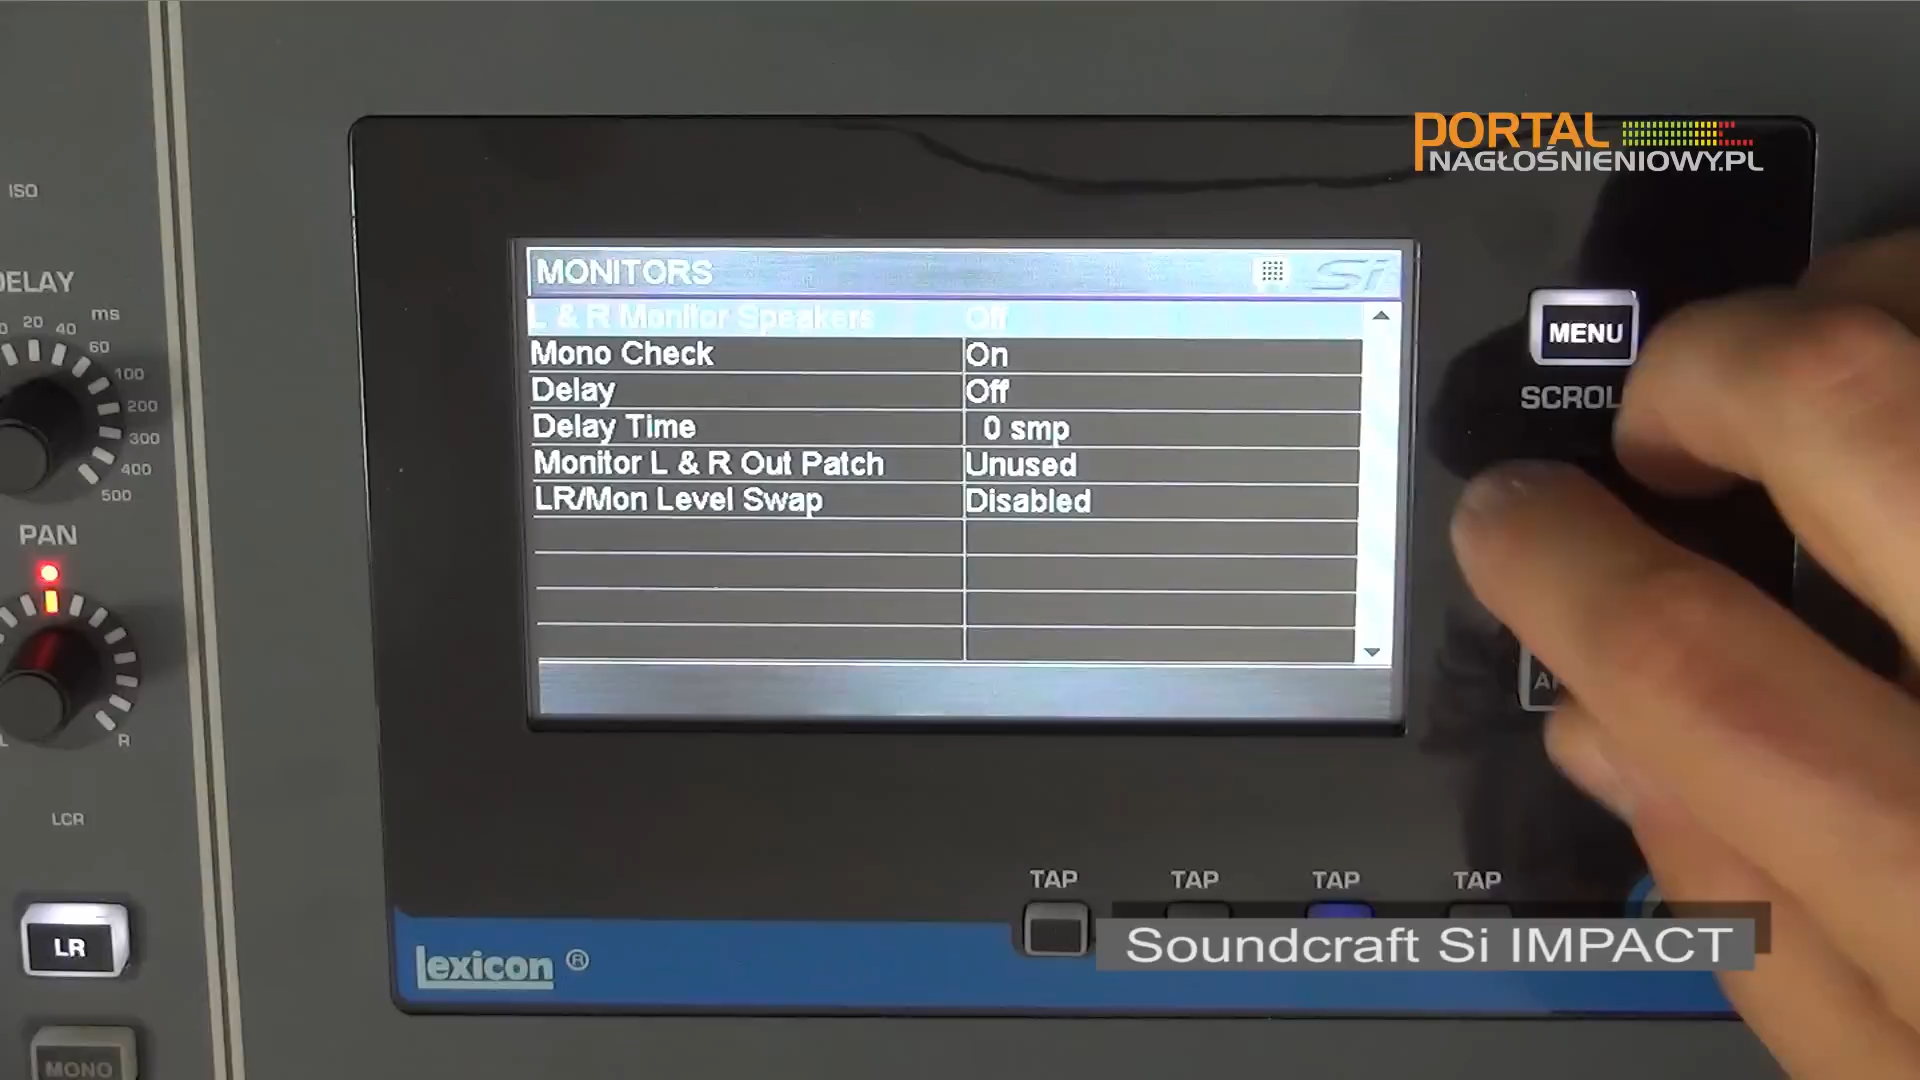 PORTAL
NAGŁOŚNIENIOWY.PL
ISO
DELAY
ms
20
40
60
100
200
300
400
500
PAN
R
LCR
LR
MONO
MONITORS
Si
L & R Monitor Speakers Off
Mono Check On
Delay Off
Delay Time 0 smp
Monitor L & R Out Patch Unused
LR/Mon Level Swap Disabled
MENU
SCROL
TAP TAP TAP TAP
lexicon ®
Soundcraft Si IMPACT